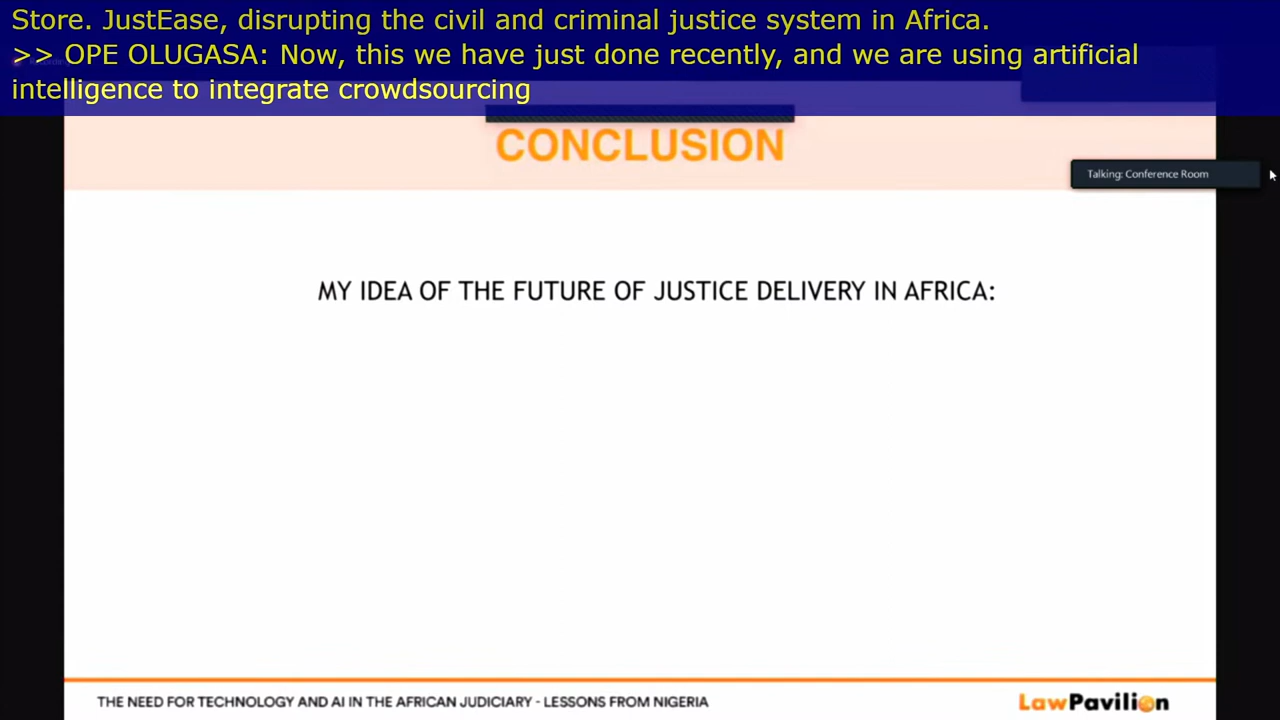 Store. JustEase, disrupting the civil and criminal justice system in Africa.
>> OPE OLUGASA: Now, this we have just done recently, and we are using artificial
intelligence to integrate crowdsourcing
CONCLUSION
Talking: Conference Room
MY IDEA OF THE FUTURE OF JUSTICE DELIVERY IN AFRICA:
THE NEED FOR TECHNOLOGY AND AI IN THE AFRICAN JUDICIARY - LESSONS FROM NIGERIA
LawPavilion